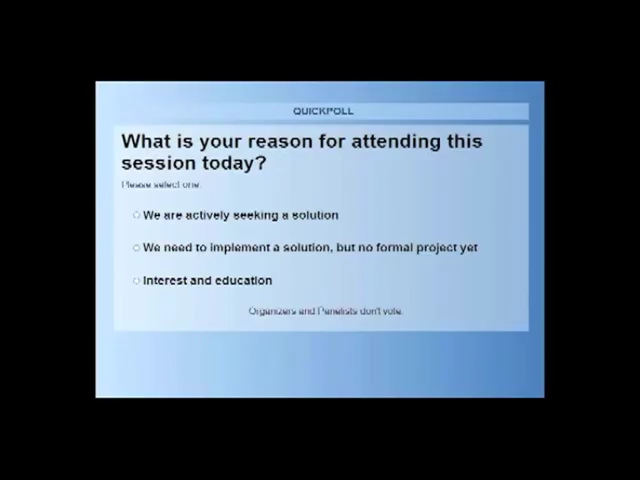 QUICKPOLL
What is your reason for attending this
session today?
Please select one:
We are actively seeking a solution
We need to implement a solution, but no formal project yet
Interest and education
Organizers and Panelists don't vote.